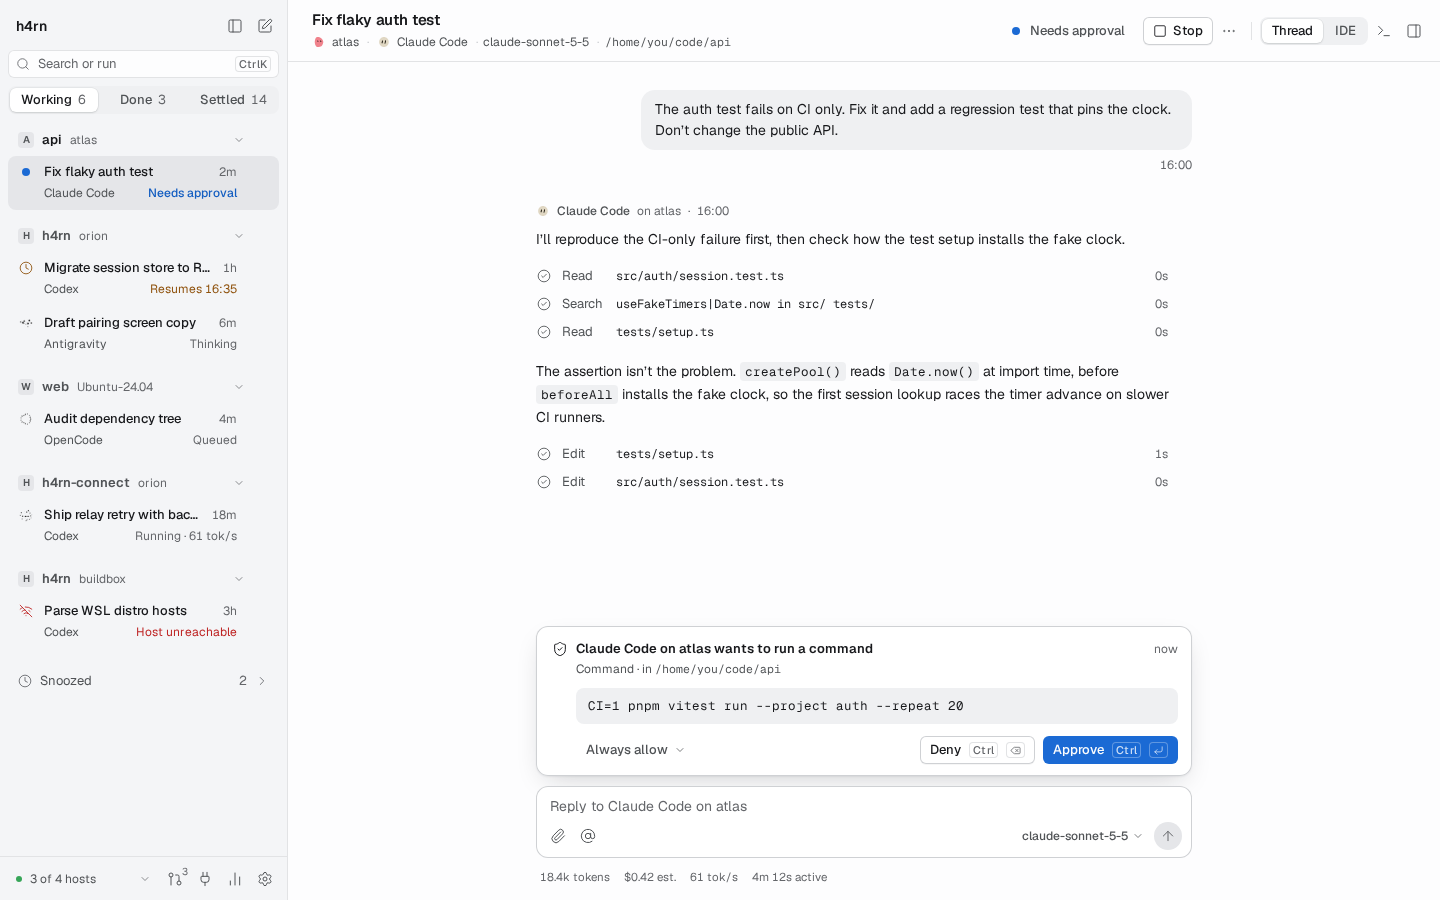 h4rn
Search or run
CtrlK
Working 6
Done 3
Settled 14
A api atlas
Fix flaky auth test 2m
Claude Code Needs approval
H h4rn orion
Migrate session store to R... 1h
Codex Resumes 16:35
Draft pairing screen copy 6m
Antigravity Thinking
W web Ubuntu-24.04
Audit dependency tree 4m
OpenCode Queued
H h4rn-connect orion
Ship relay retry with bac... 18m
Codex Running · 61 tok/s
H h4rn buildbox
Parse WSL distro hosts 3h
Codex Host unreachable
Snoozed 2
3 of 4 hosts
3
Fix flaky auth test
atlas · Claude Code · claude-sonnet-5-5 · /home/you/code/api
Needs approval
Stop
Thread
IDE
The auth test fails on CI only. Fix it and add a regression test that pins the clock.
Don't change the public API.
16:00
Claude Code on atlas · 16:00
I'll reproduce the CI-only failure first, then check how the test setup installs the fake clock.
Read src/auth/session.test.ts 0s
Search useFakeTimers|Date.now in src/ tests/ 0s
Read tests/setup.ts 0s
The assertion isn't the problem. createPool() reads Date.now() at import time, before
beforeAll installs the fake clock, so the first session lookup races the timer advance on slower
CI runners.
Edit tests/setup.ts 1s
Edit src/auth/session.test.ts 0s
Claude Code on atlas wants to run a command now
Command · in /home/you/code/api
CI=1 pnpm vitest run --project auth --repeat 20
Always allow
Deny Ctrl
Approve Ctrl
Reply to Claude Code on atlas
claude-sonnet-5-5
18.4k tokens $0.42 est. 61 tok/s 4m 12s active